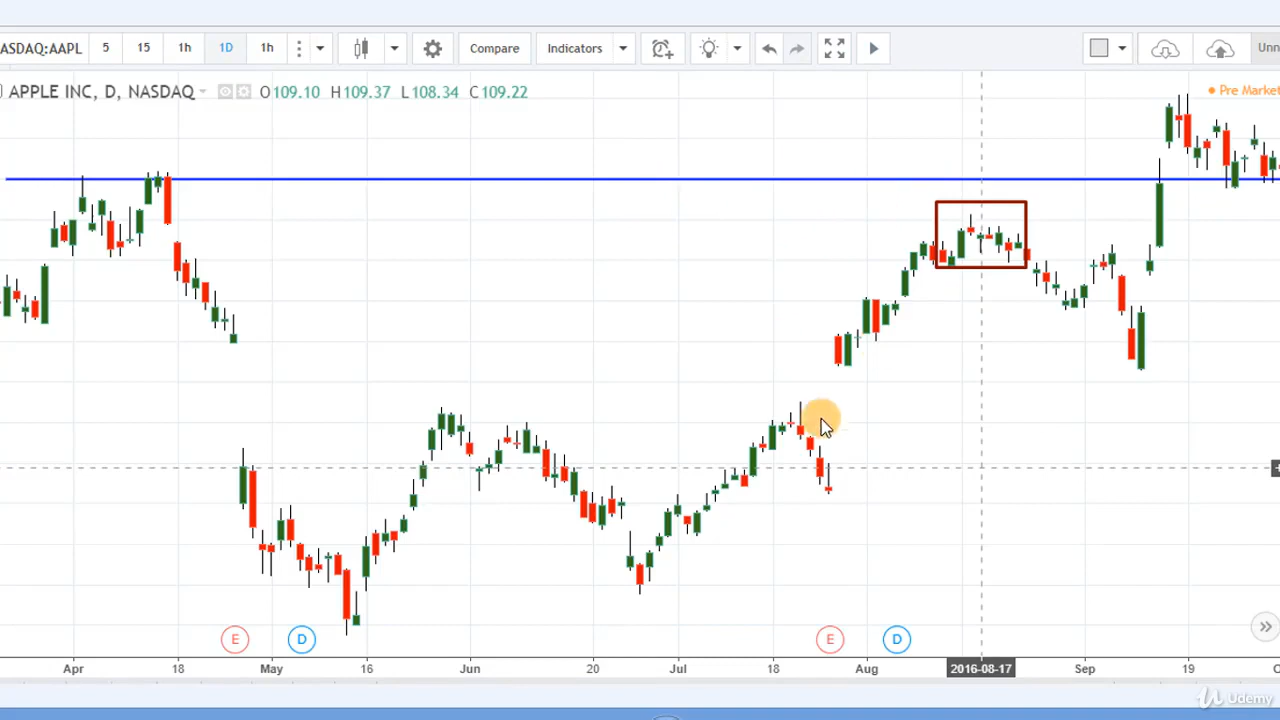 ASDAQ:AAPL 5 15 1h 1D 1h Compare Indicators Unn
APPLE INC, D, NASDAQ O109.10 H109.37 L108.34 C109.22 Pre Market
E D E D
Apr 18 May 16 Jun 20 Jul 18 Aug 2016-08-17 Sep 19
Udemy